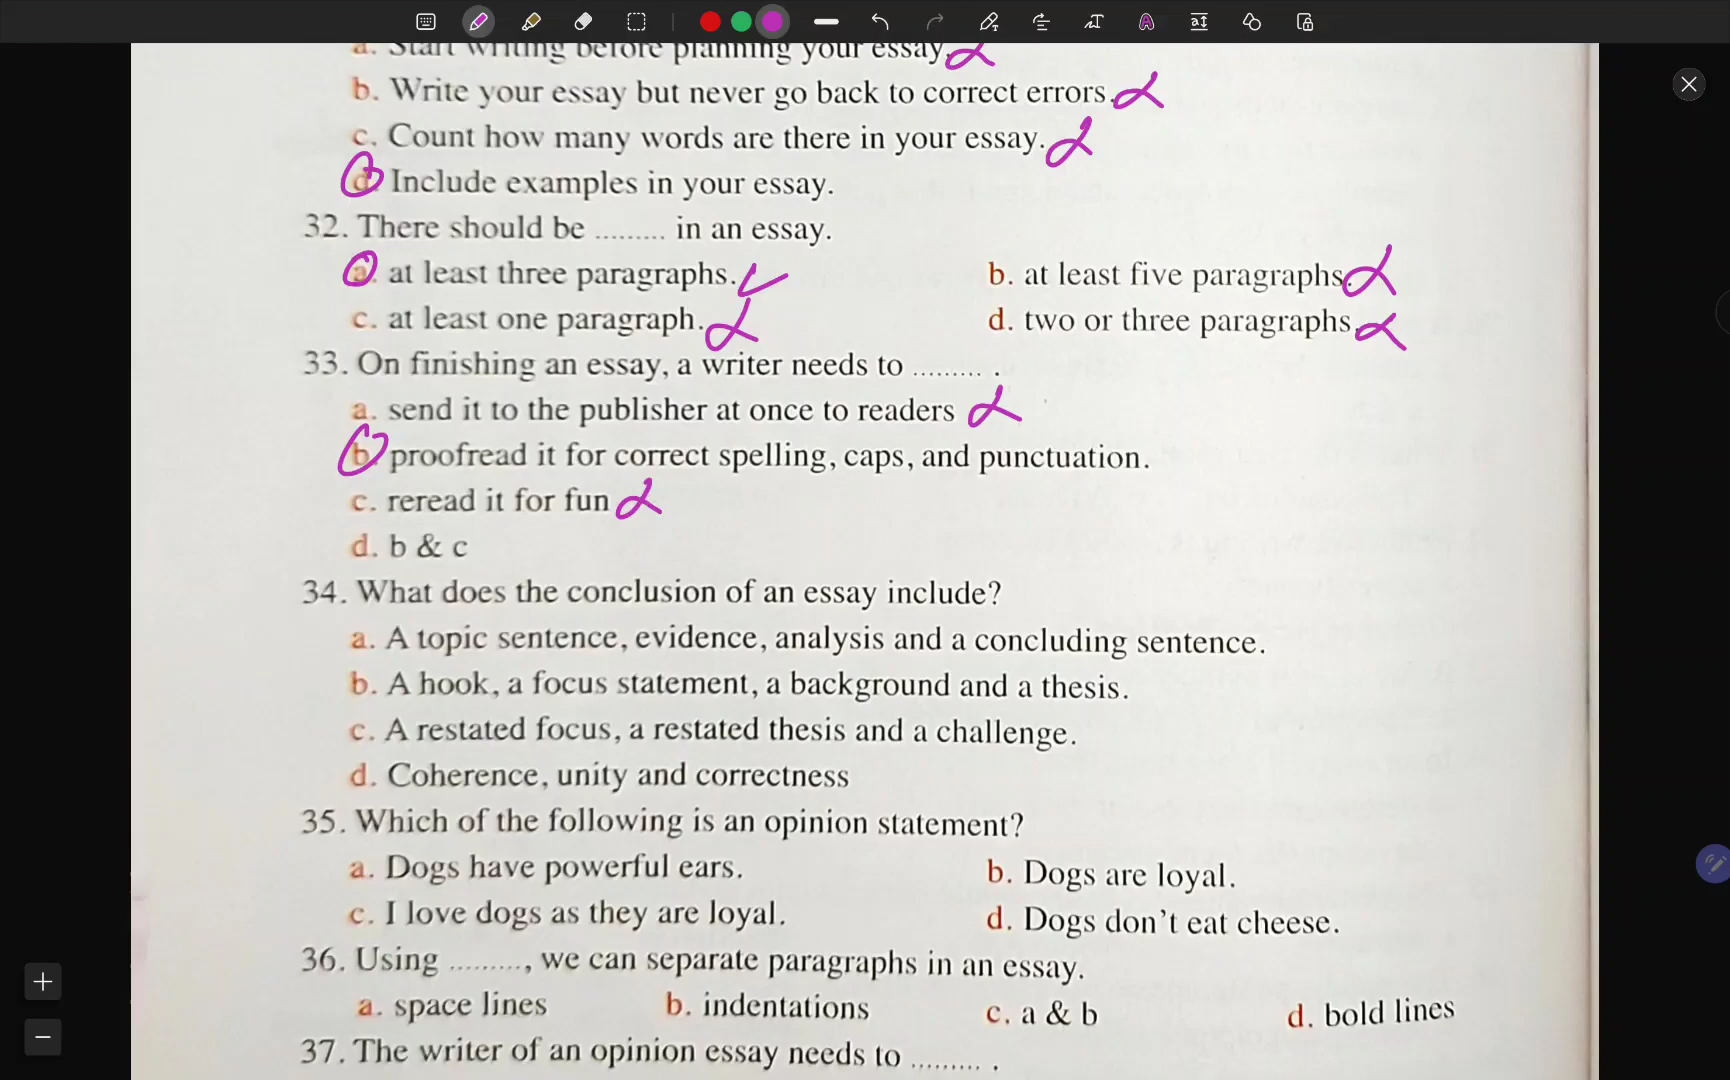 a. Start writing before planning your essay.
b. Write your essay but never go back to correct errors.
c. Count how many words are there in your essay.
d. Include examples in your essay.
32. There should be ......... in an essay.
a. at least three paragraphs.
b. at least five paragraphs.
c. at least one paragraph.
d. two or three paragraphs.
33. On finishing an essay, a writer needs to ......... .
a. send it to the publisher at once to readers
b. proofread it for correct spelling, caps, and punctuation.
c. reread it for fun
d. b & c
34. What does the conclusion of an essay include?
a. A topic sentence, evidence, analysis and a concluding sentence.
b. A hook, a focus statement, a background and a thesis.
c. A restated focus, a restated thesis and a challenge.
d. Coherence, unity and correctness
35. Which of the following is an opinion statement?
a. Dogs have powerful ears.
b. Dogs are loyal.
c. I love dogs as they are loyal.
d. Dogs don't eat cheese.
36. Using ........., we can separate paragraphs in an essay.
a. space lines b. indentations c. a & b d. bold lines
37. The writer of an opinion essay needs to ......... .